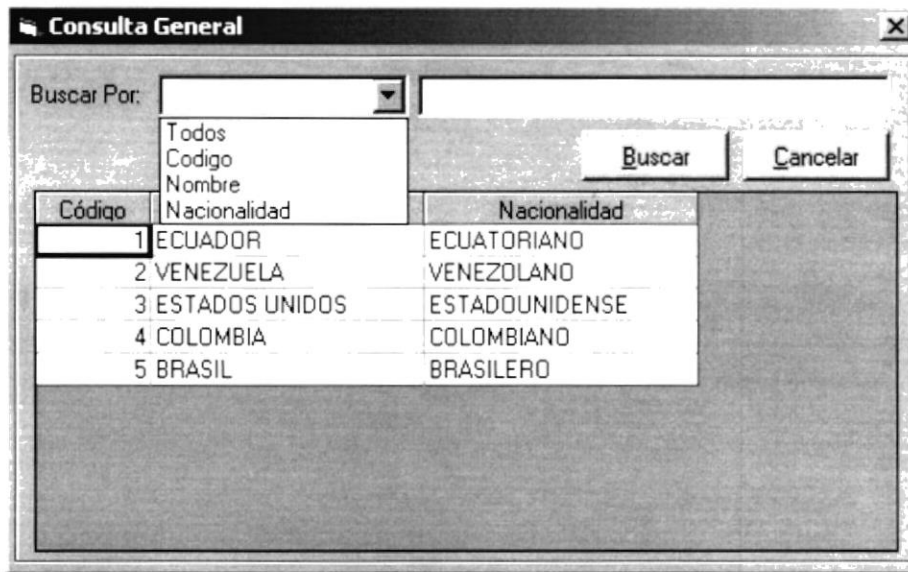 Consulta General
Buscar Por:
Todos
Codigo
Nombre
Nacionalidad
Buscar Cancelar
Código Nacionalidad
1 ECUADOR ECUATORIANO
2 VENEZUELA VENEZOLANO
3 ESTADOS UNIDOS ESTADOUNIDENSE
4 COLOMBIA COLOMBIANO
5 BRASIL BRASILERO